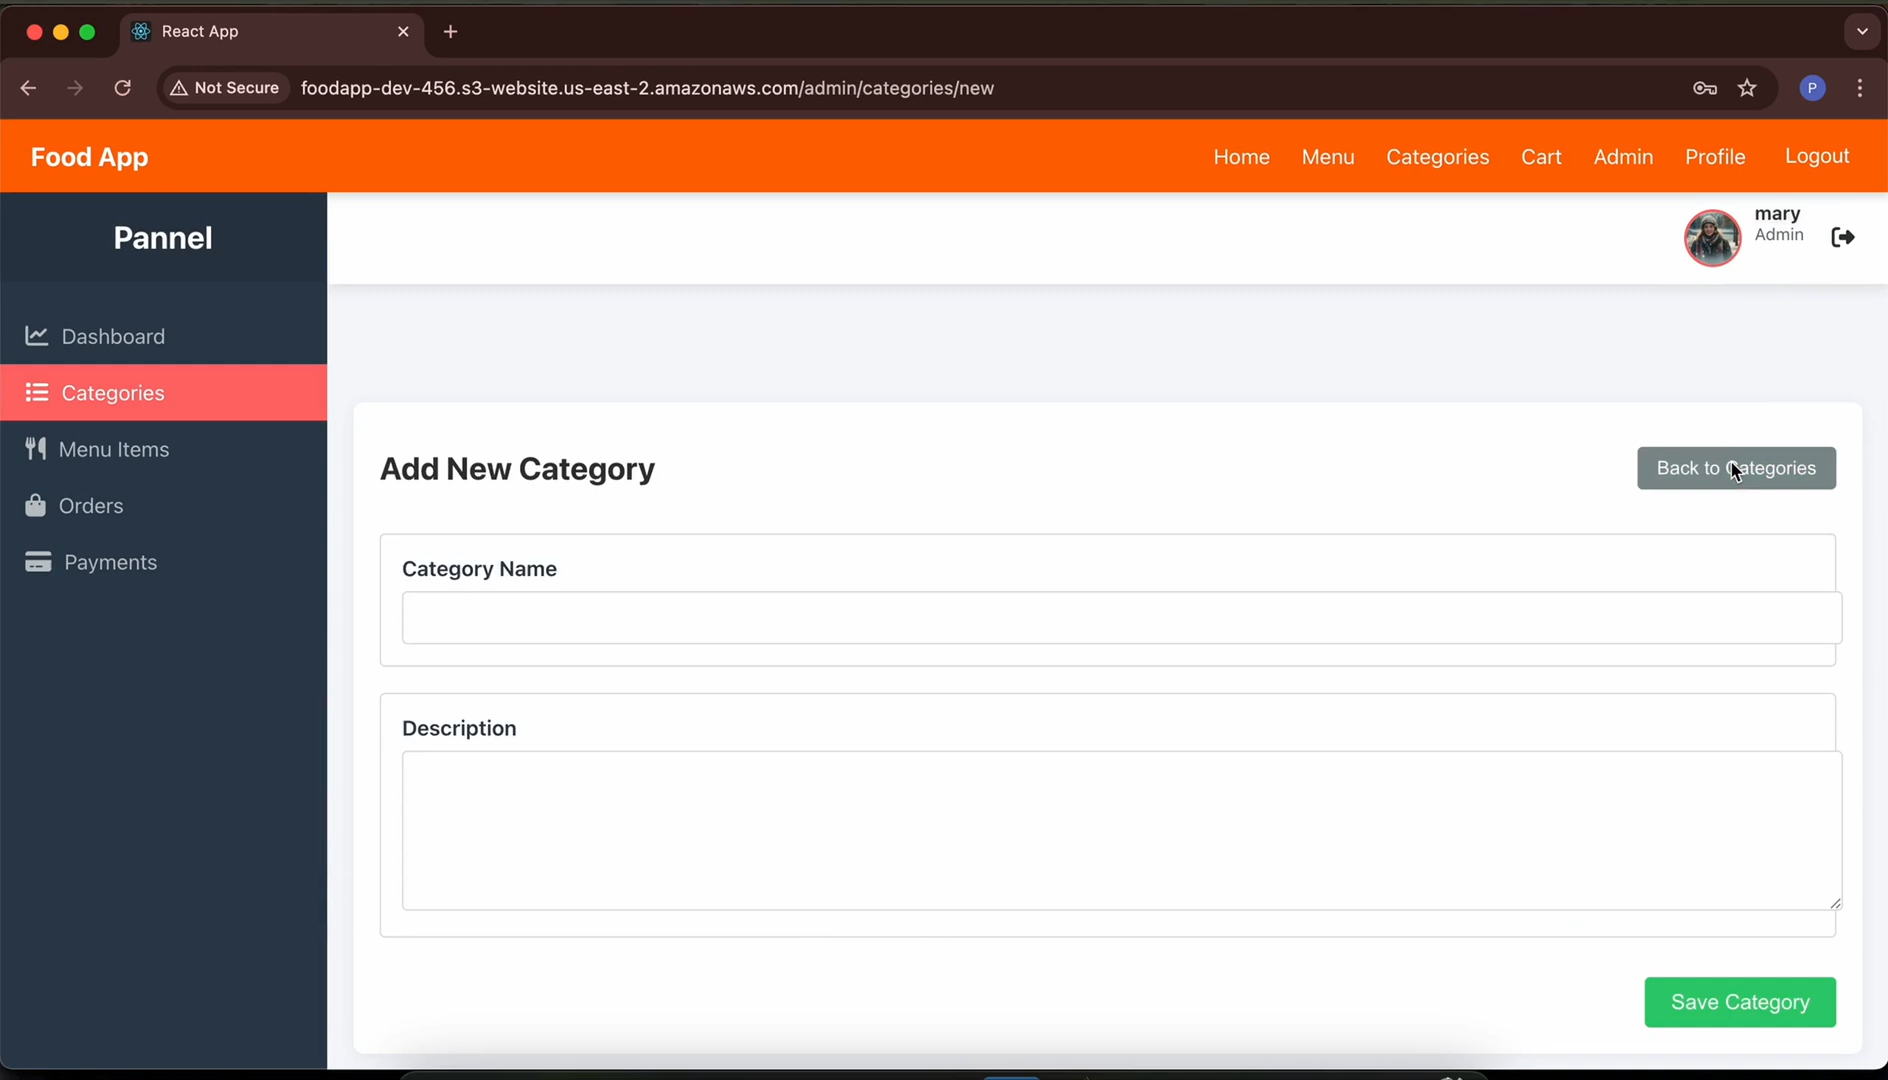 React App
Not Secure
foodapp-dev-456.s3-website.us-east-2.amazonaws.com/admin/categories/new
P
Food App
Home
Menu
Categories
Cart
Admin
Profile
Logout
Pannel
mary
Admin
Dashboard
Categories
Menu Items
Orders
Payments
Add New Category
Back to Categories
Category Name
Description
Save Category